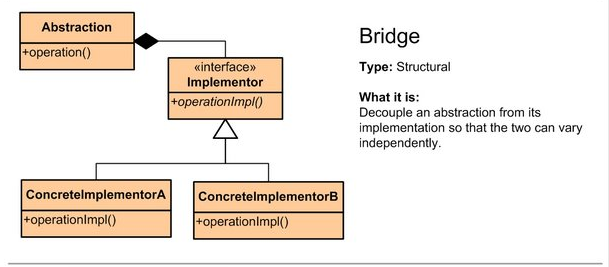 Abstraction
+operation()
«interface»
Implementor
+operationImpl()
ConcreteImplementorA
+operationImpl()
ConcreteImplementorB
+operationImpl()
Bridge
Type: Structural
What it is:
Decouple an abstraction from its
implementation so that the two can vary
independently.